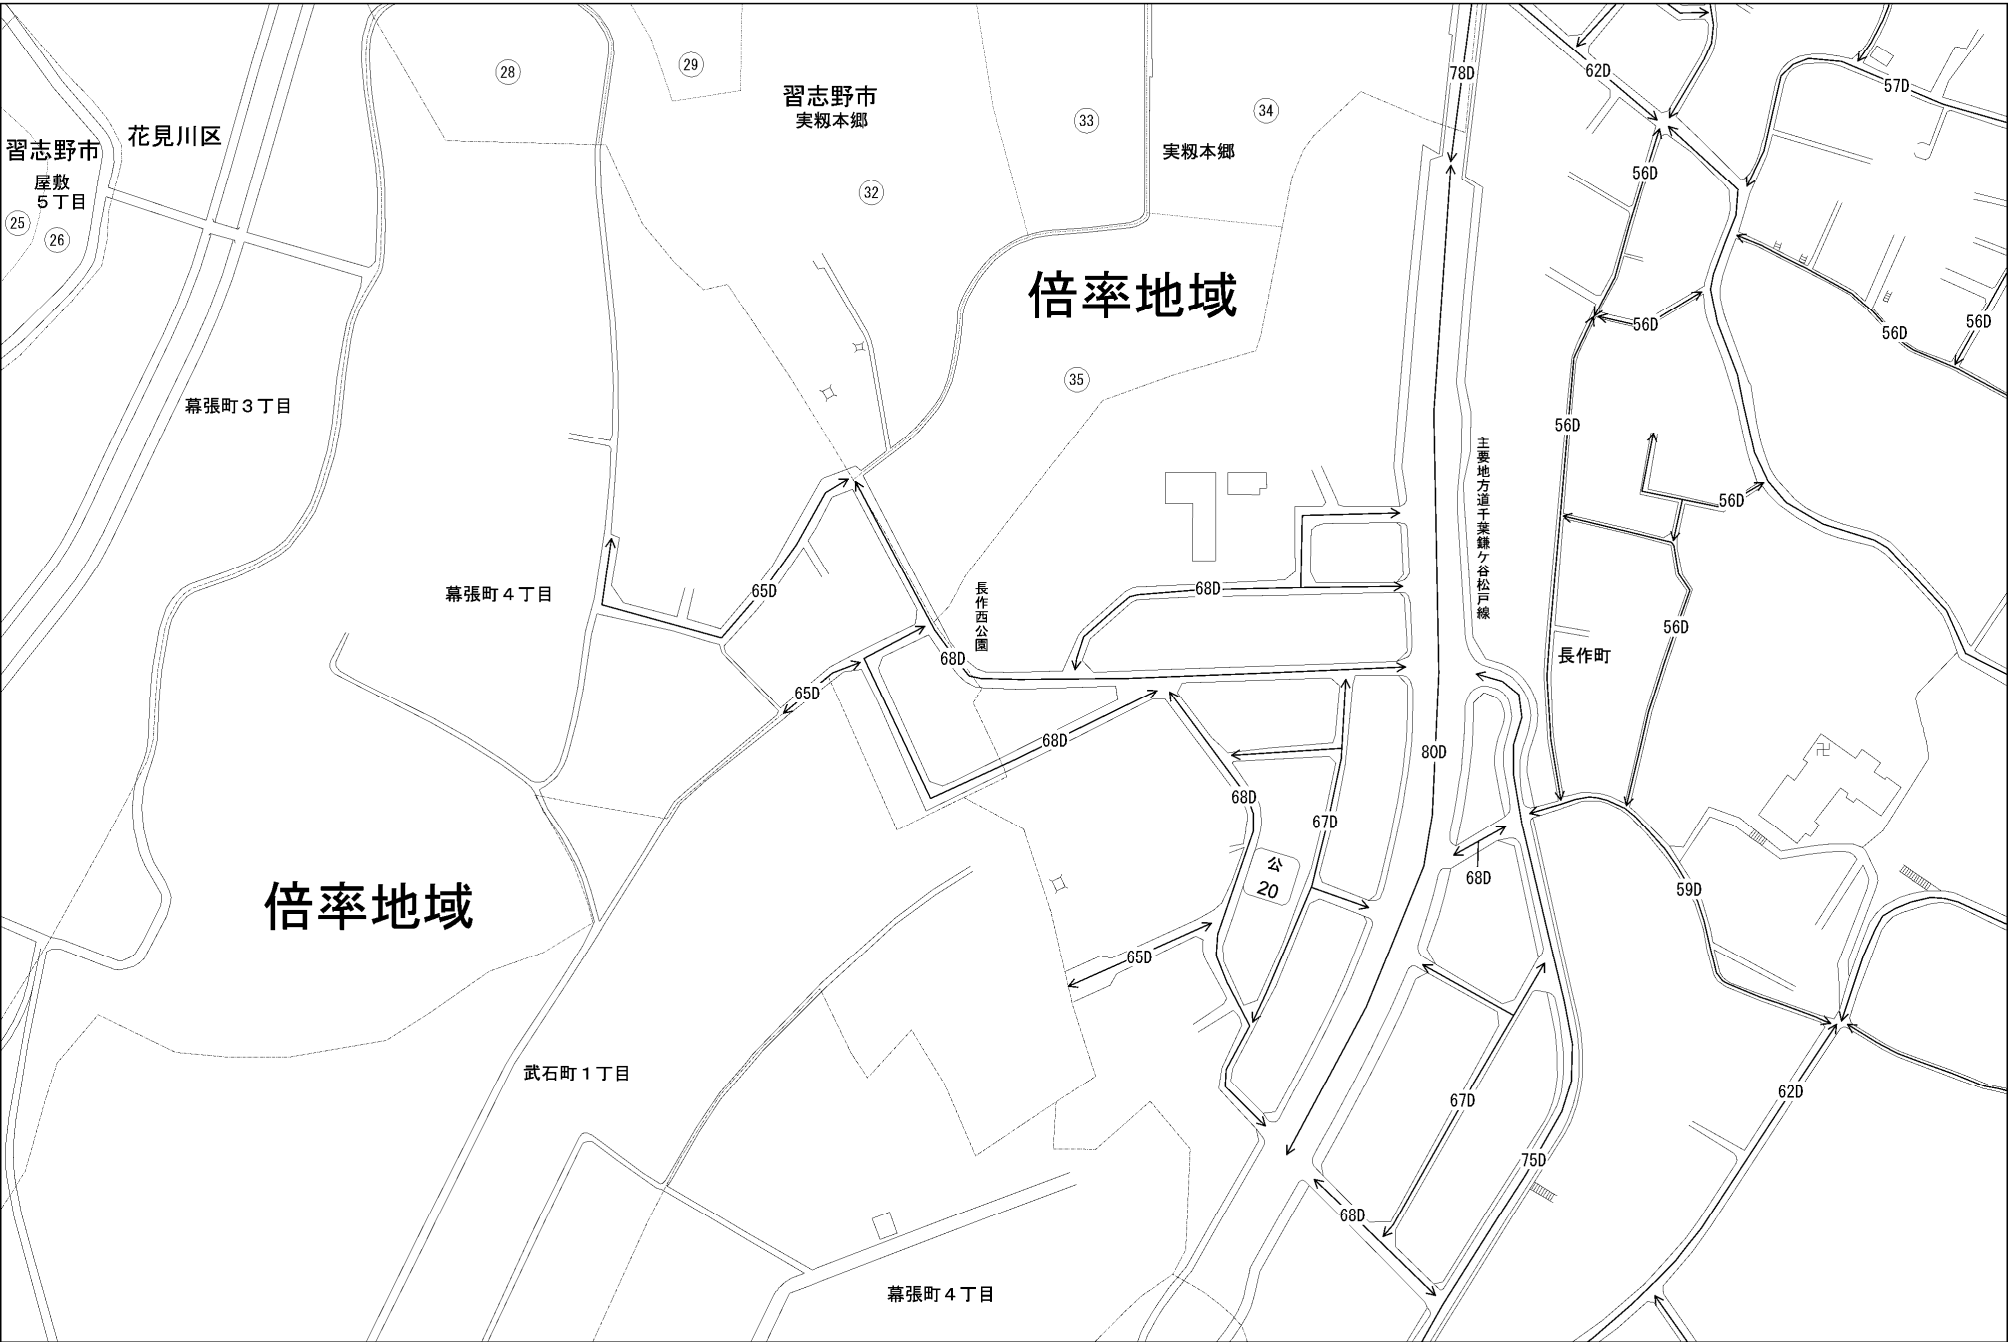 28
29
習志野市
実籾本郷
33
34
32
実籾本郷
習志野市
屋敷
5丁目
花見川区
25
26
78D
62D
57D
56D
倍率地域
35
56D
56D
56D
幕張町3丁目
56D
主要地方道千葉鎌ケ谷松戸線
56D
幕張町4丁目
65D
長作西公園
68D
68D
56D
長作町
65D
68D
80D
卍
68D
67D
公
20
68D
59D
倍率地域
65D
武石町1丁目
67D
62D
75D
68D
幕張町4丁目